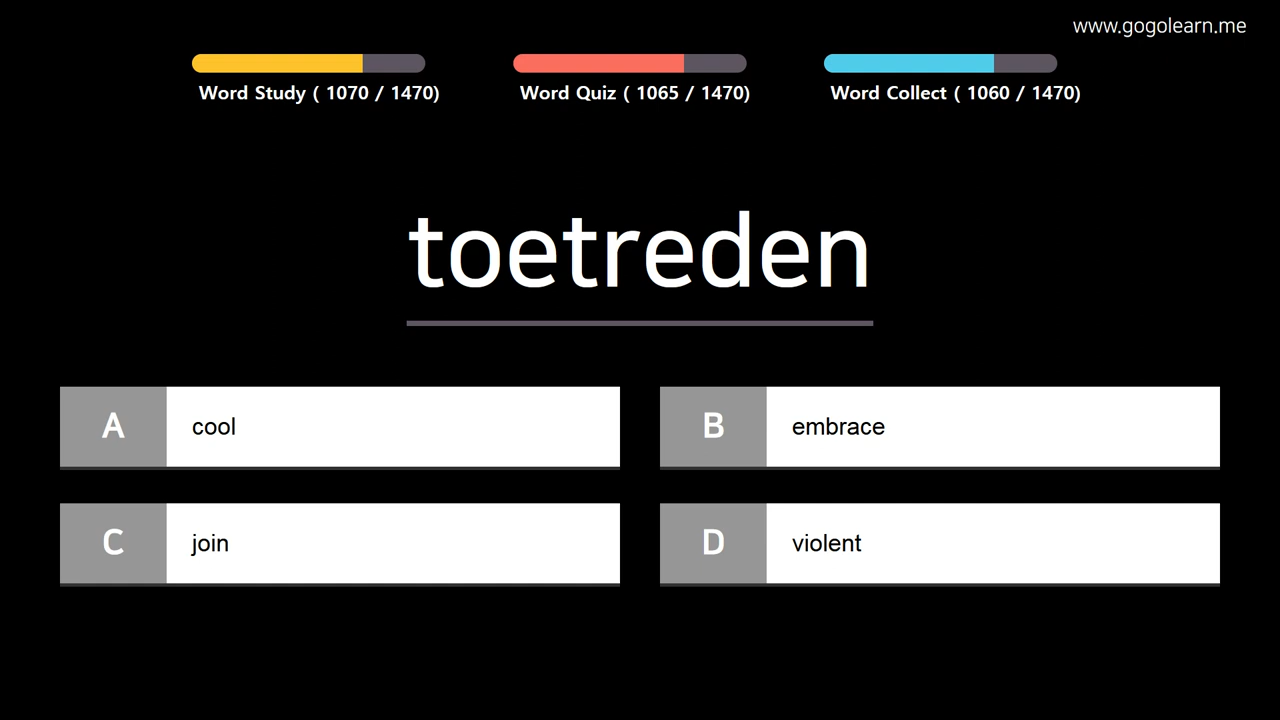 www.gogolearn.me
Word Study ( 1070 / 1470)
Word Quiz ( 1065 / 1470)
Word Collect ( 1060 / 1470)
toetreden
A cool
B embrace
C join
D violent